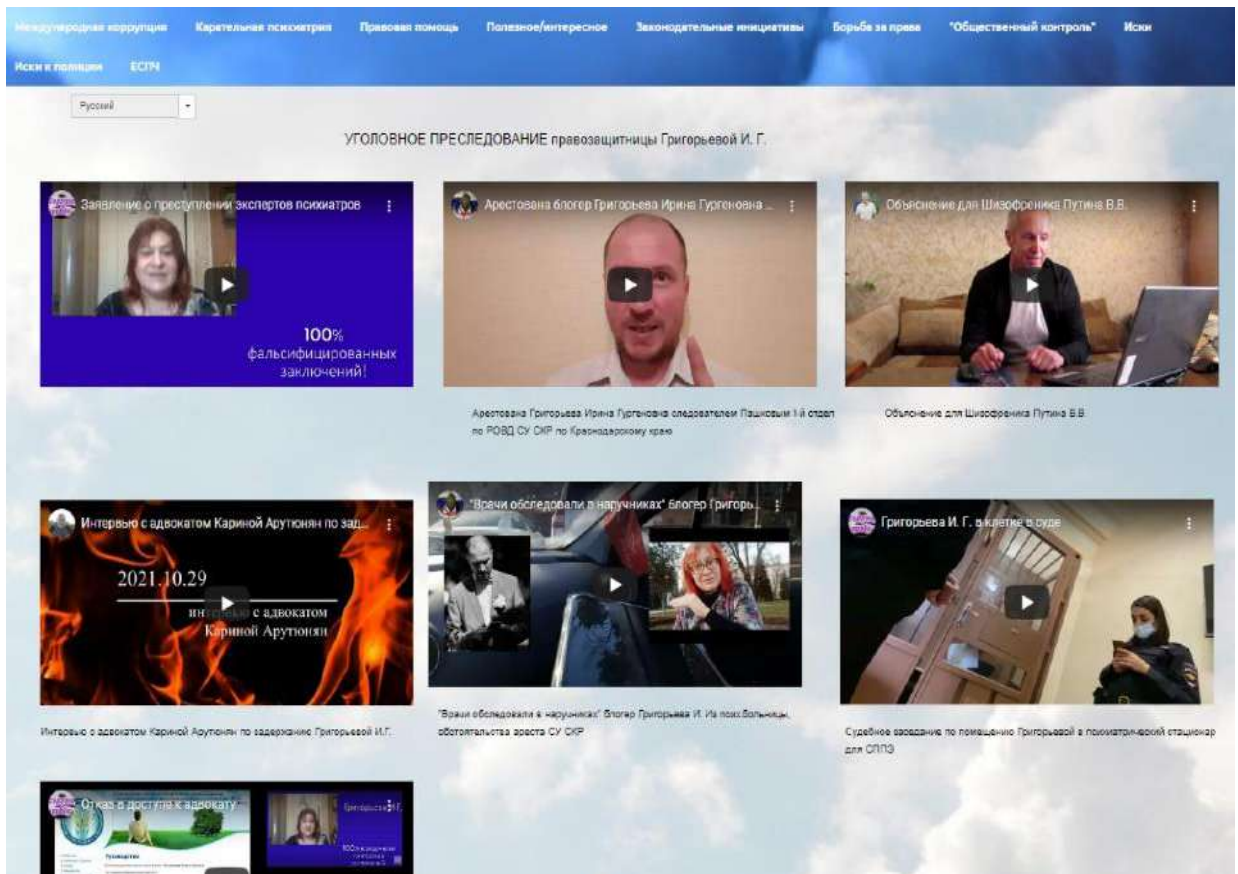 Международная коррупция Карательная психиатрия Правовая помощь Полезное/интересное Законодательные инициативы Борьба за права "Общественный контроль" Иски
Иски к полиции ЕСПЧ
Русский
УГОЛОВНОЕ ПРЕСЛЕДОВАНИЕ правозащитницы Григорьевой И. Г.
Заявление о преступлении экспертов психиатров
100%
фальсифицированных
заключений!
Арестована блогер Григорьева Ирина Гургеновна ...
Объяснение для Шизофреника Путина В.В.
Арестована Григорьева Ирина Гургеновна следователем Пашковым 1-й отдел
по РОВД СУ СКР по Краснодарскому краю
Объяснение для Шизофреника Путина В.В.
Интервью с адвокатом Кариной Арутюнян по зад...
2021.10.29
интервью с адвокатом
Кариной Арутюнян
"Врачи обследовали в наручниках" блогер Григорь...
Григорьева И. Г. в клетке в суде
Интервью с адвокатом Кариной Арутюнян по задержанию Григорьевой И.Г.
"Врачи обследовали в наручниках" блогер Григорьева И. Из псих.больницы,
обстоятельства ареста СУ СКР
Судебное заседание по помещению Григорьевой в психиатрический стационар
для СППЭ
Отказ в доступе к адвокату
Григорьева И.Г.